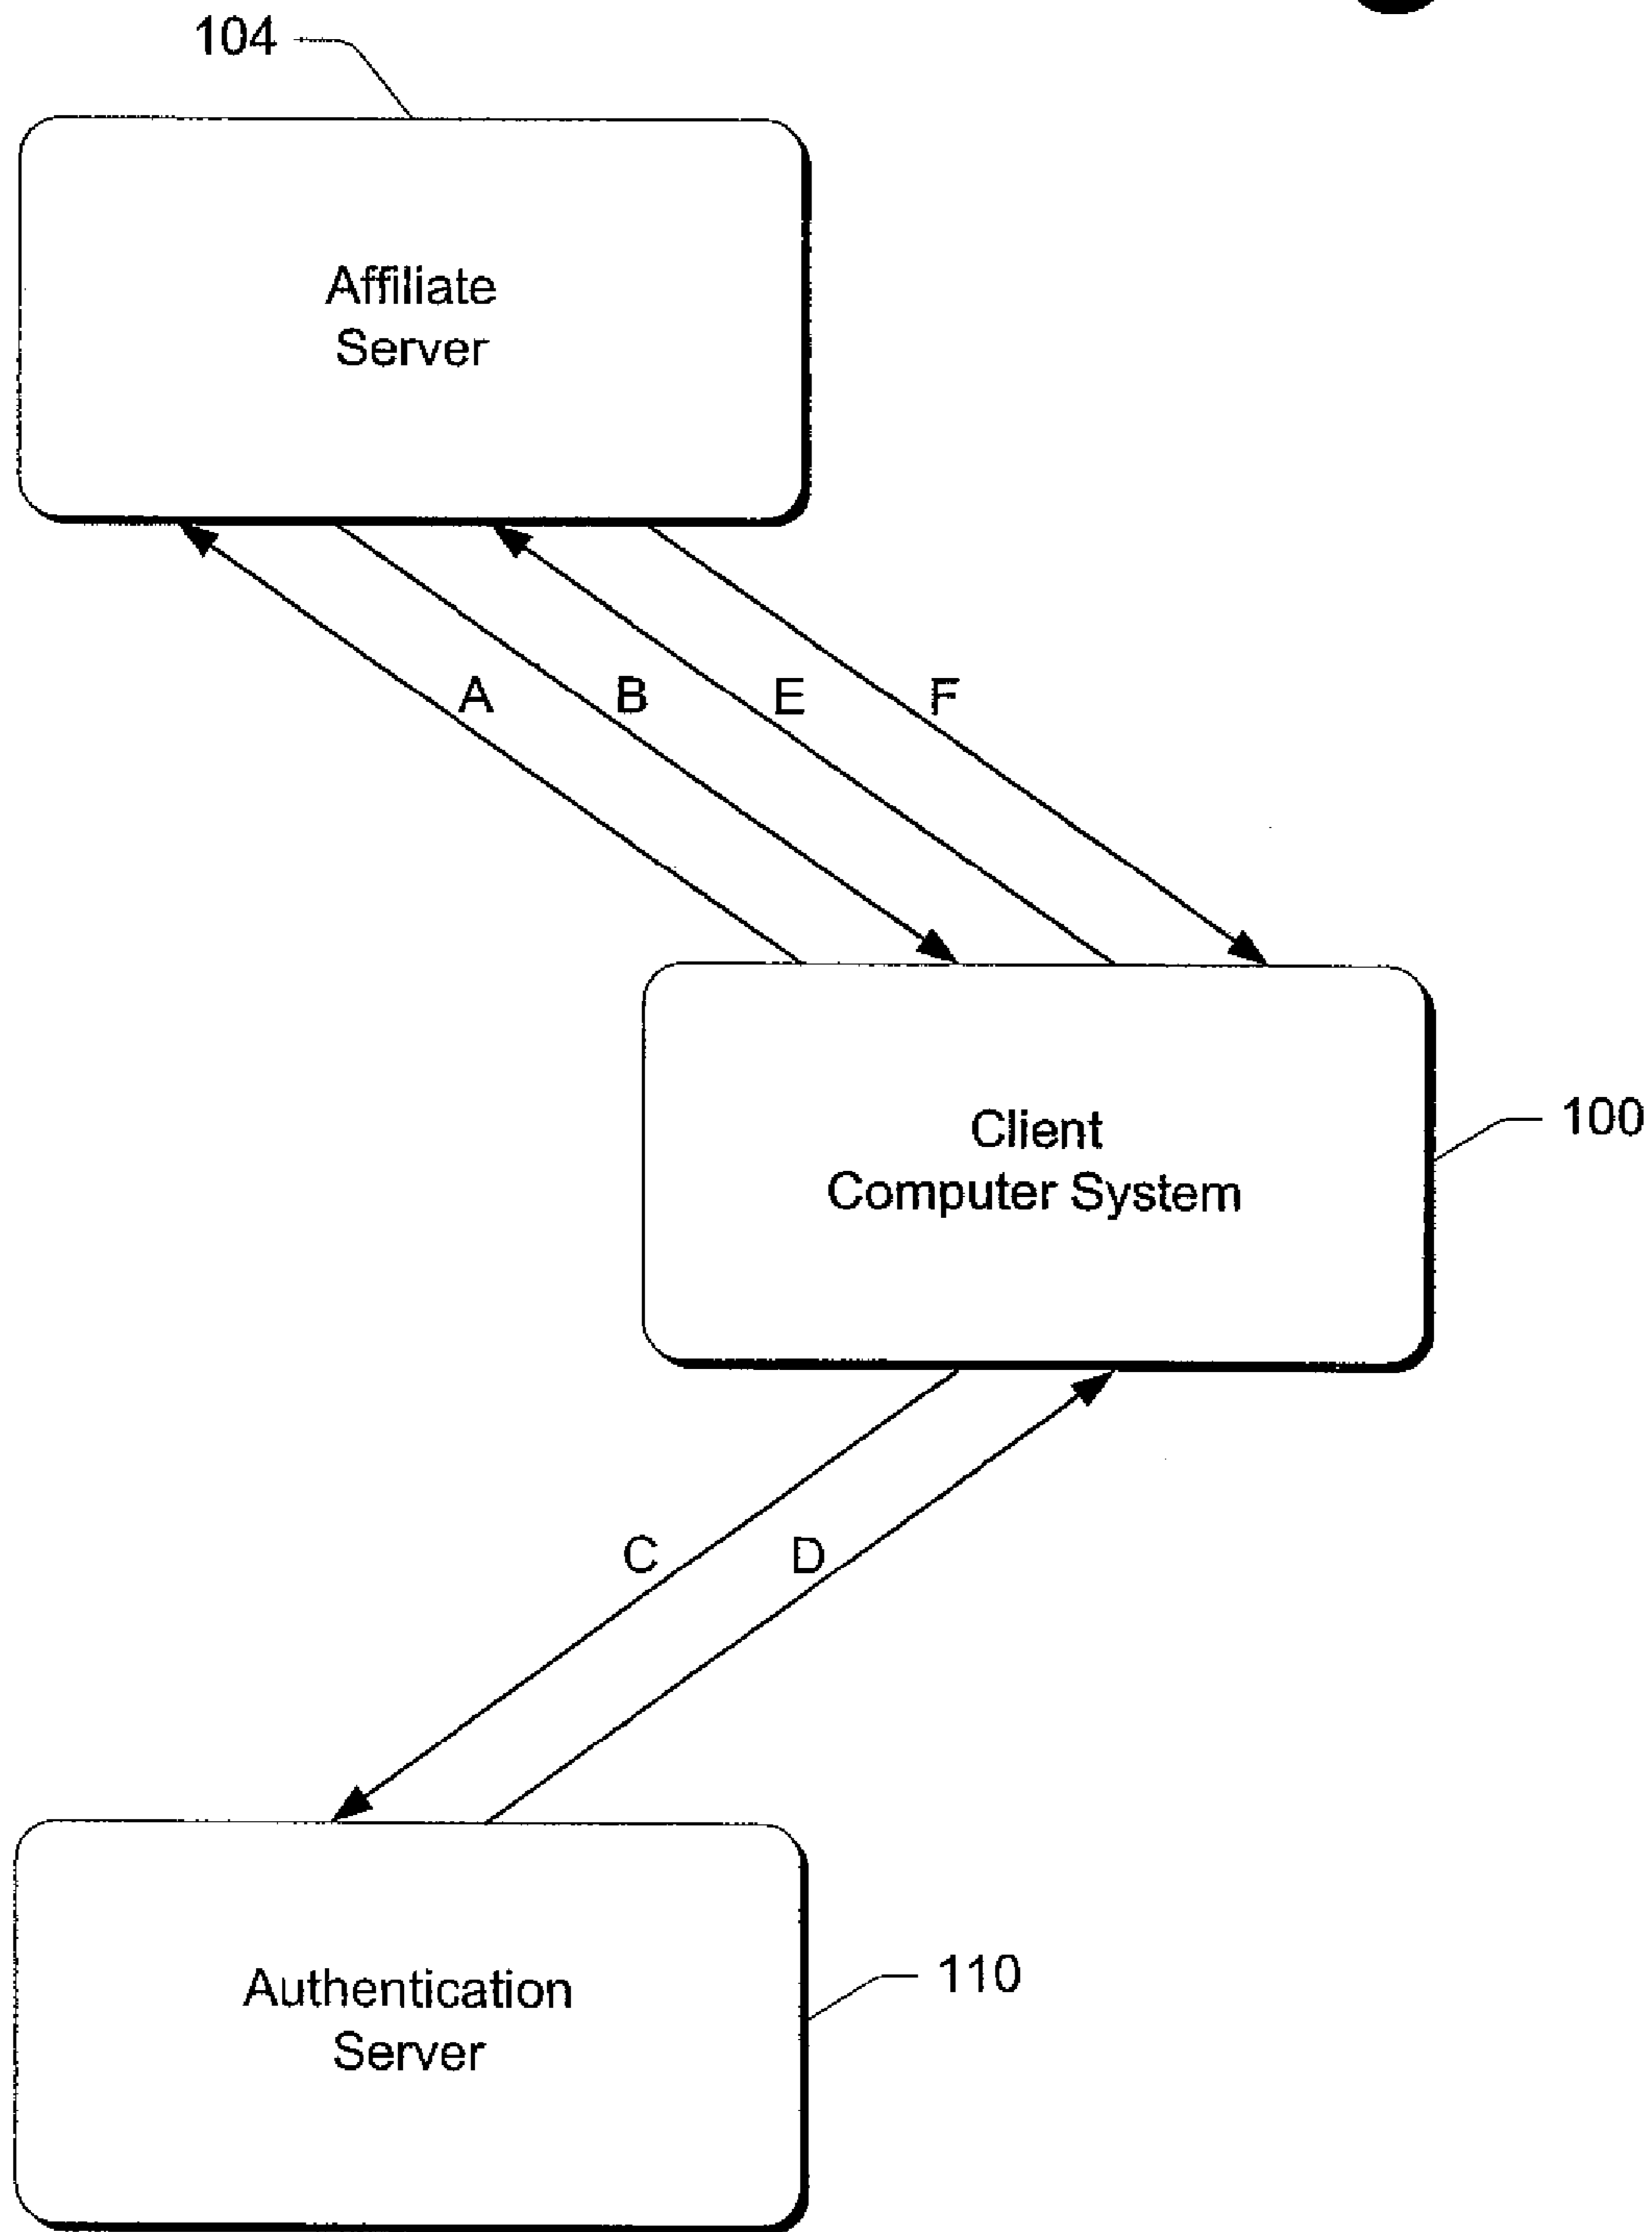 104
Affiliate
Server
A
B
E
F
Client
Computer System
100
C
D
Authentication
Server
110